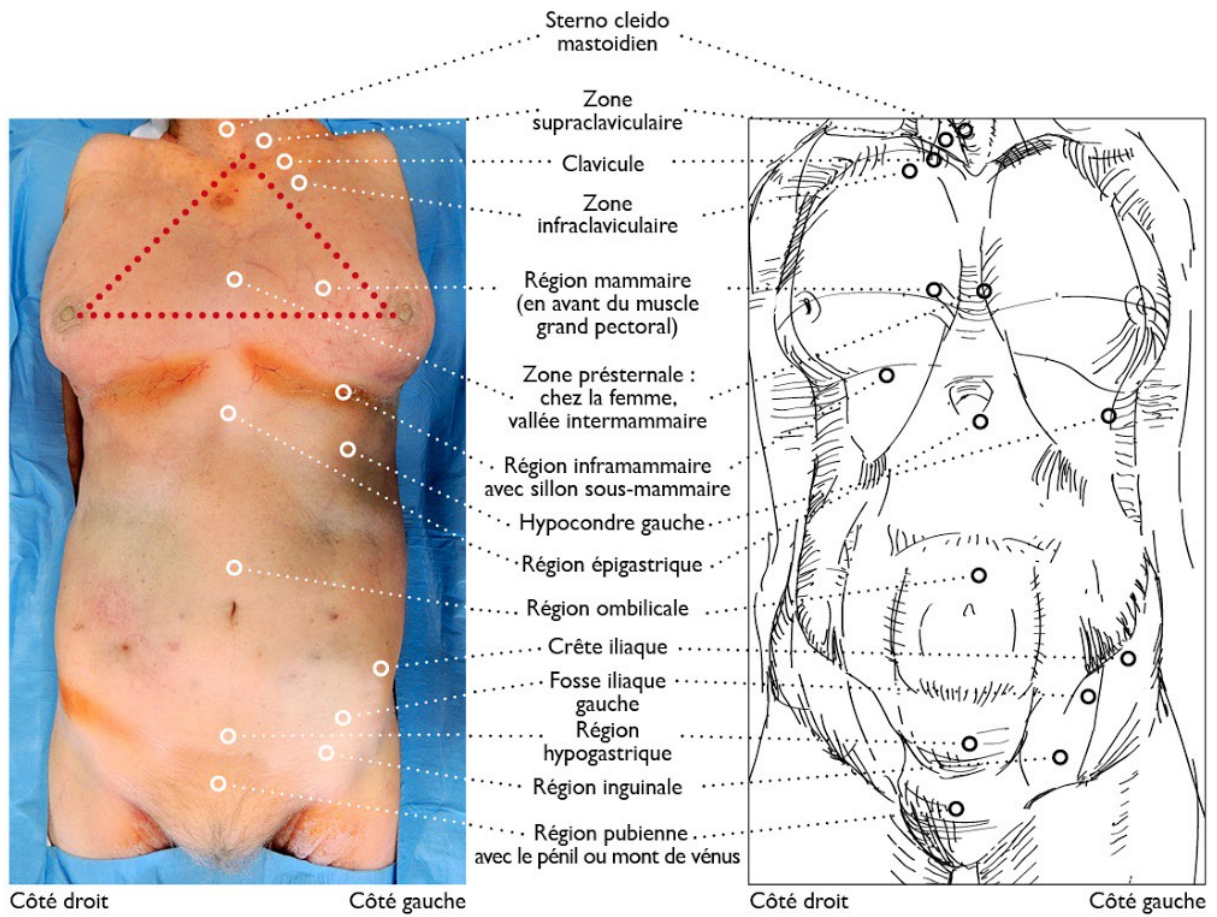 Sterno cleido
mastoidien
Zone
supraclaviculaire
Clavicule
Zone
infraclaviculaire
Région mammaire
(en avant du muscle
grand pectoral)
Zone présternale :
chez la femme,
vallée intermammaire
Région inframammaire
avec sillon sous-mammaire
Hypocondre gauche
Région épigastrique
Région ombilicale
Crête iliaque
Fosse iliaque
gauche
Région
hypogastrique
Région inguinale
Région pubienne
avec le pénil ou mont de vénus
Côté droit
Côté gauche
Côté droit
Côté gauche